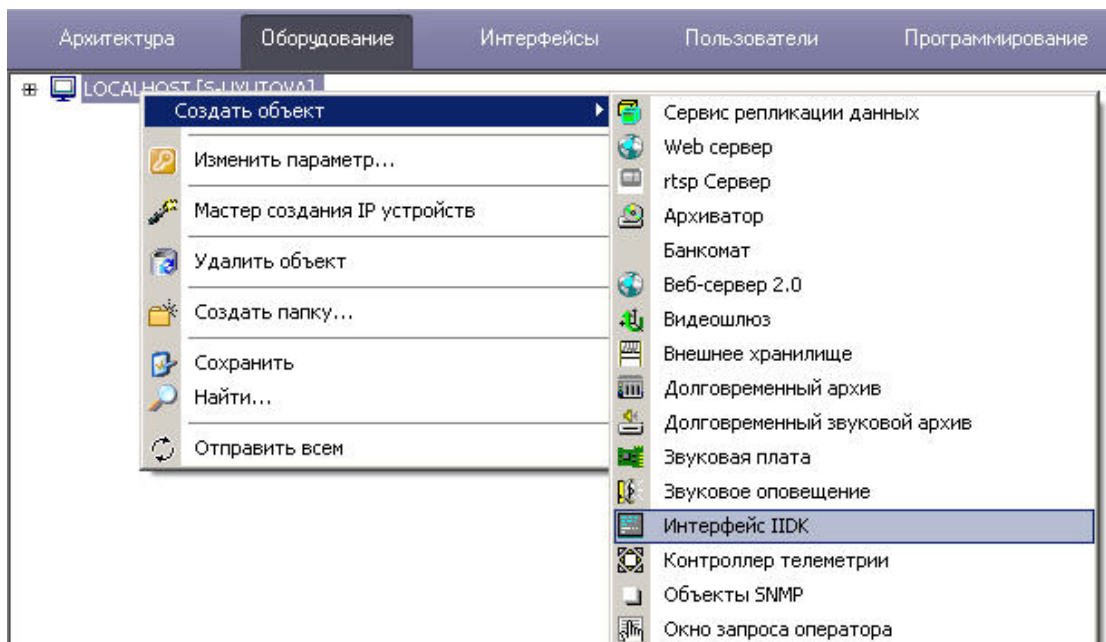 Архитектура Оборудование Интерфейсы Пользователи Программирование
LOCALHOST [S-UYUTOVA]
Создать объект
Изменить параметр...
Мастер создания IP устройств
Удалить объект
Создать папку...
Сохранить
Найти...
Отправить всем
Сервис репликации данных
Web сервер
rtsp Сервер
Архиватор
Банкомат
Веб-сервер 2.0
Видеошлюз
Внешнее хранилище
Долговременный архив
Долговременный звуковой архив
Звуковая плата
Звуковое оповещение
Интерфейс IIDK
Контроллер телеметрии
Объекты SNMP
Окно запроса оператора